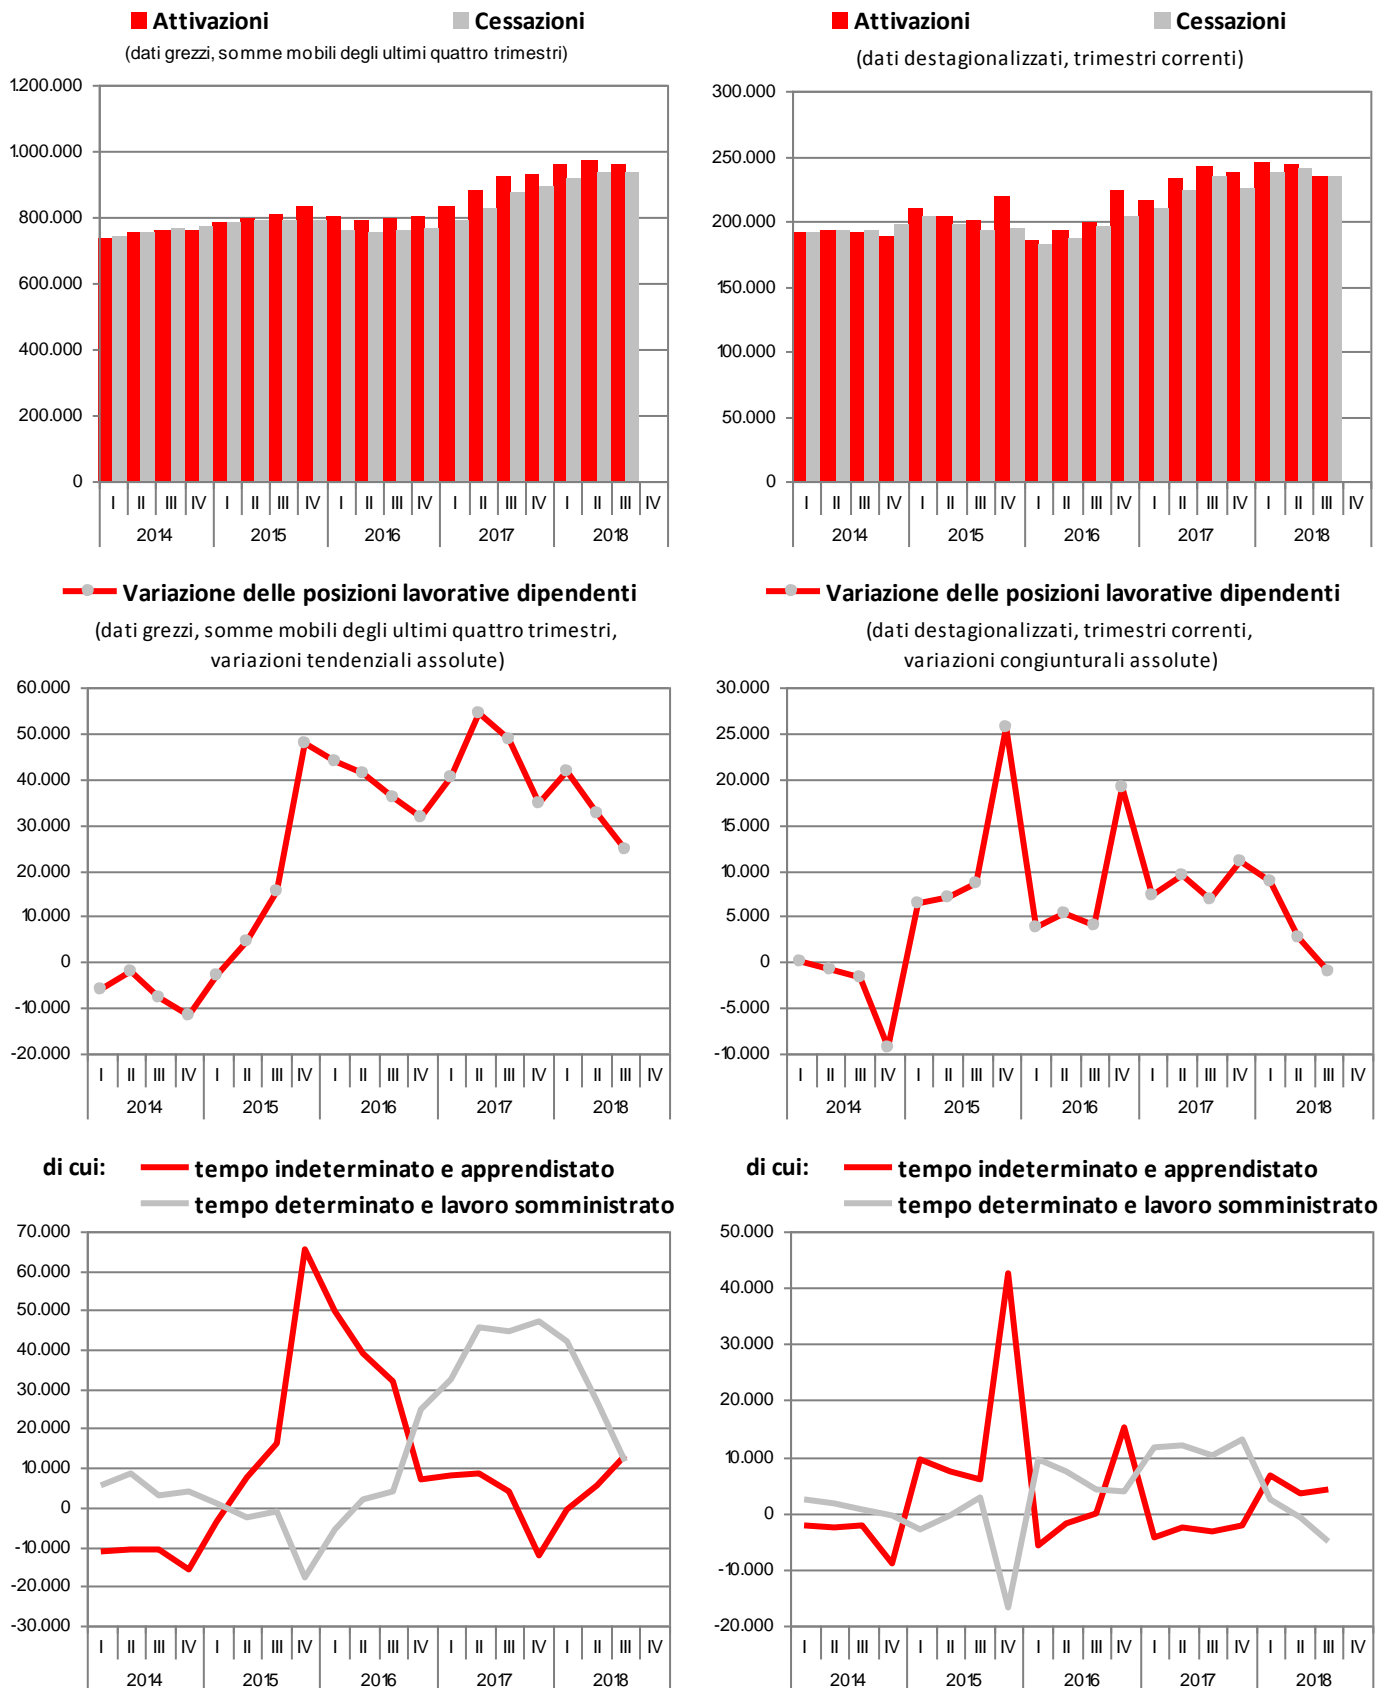 Attivazioni Cessazioni
(dati grezzi, somme mobili degli ultimi quattro trimestri)
1.200.000
1.000.000
800.000
600.000
400.000
200.000
0
I II III IV I II III IV I II III IV I II III IV I II III IV
2014 2015 2016 2017 2018
Attivazioni Cessazioni
(dati destagionalizzati, trimestri correnti)
300.000
250.000
200.000
150.000
100.000
50.000
0
I II III IV I II III IV I II III IV I II III IV I II III IV
2014 2015 2016 2017 2018
Variazione delle posizioni lavorative dipendenti
(dati grezzi, somme mobili degli ultimi quattro trimestri,
variazioni tendenziali assolute)
60.000
50.000
40.000
30.000
20.000
10.000
0
-10.000
-20.000
I II III IV I II III IV I II III IV I II III IV I II III IV
2014 2015 2016 2017 2018
Variazione delle posizioni lavorative dipendenti
(dati destagionalizzati, trimestri correnti,
variazioni congiunturali assolute)
30.000
25.000
20.000
15.000
10.000
5.000
0
-5.000
-10.000
I II III IV I II III IV I II III IV I II III IV I II III IV
2014 2015 2016 2017 2018
di cui: tempo indeterminato e apprendistato
tempo determinato e lavoro somministrato
70.000
60.000
50.000
40.000
30.000
20.000
10.000
0
-10.000
-20.000
-30.000
I II III IV I II III IV I II III IV I II III IV I II III IV
2014 2015 2016 2017 2018
di cui: tempo indeterminato e apprendistato
tempo determinato e lavoro somministrato
50.000
40.000
30.000
20.000
10.000
0
-10.000
-20.000
I II III IV I II III IV I II III IV I II III IV I II III IV
2014 2015 2016 2017 2018